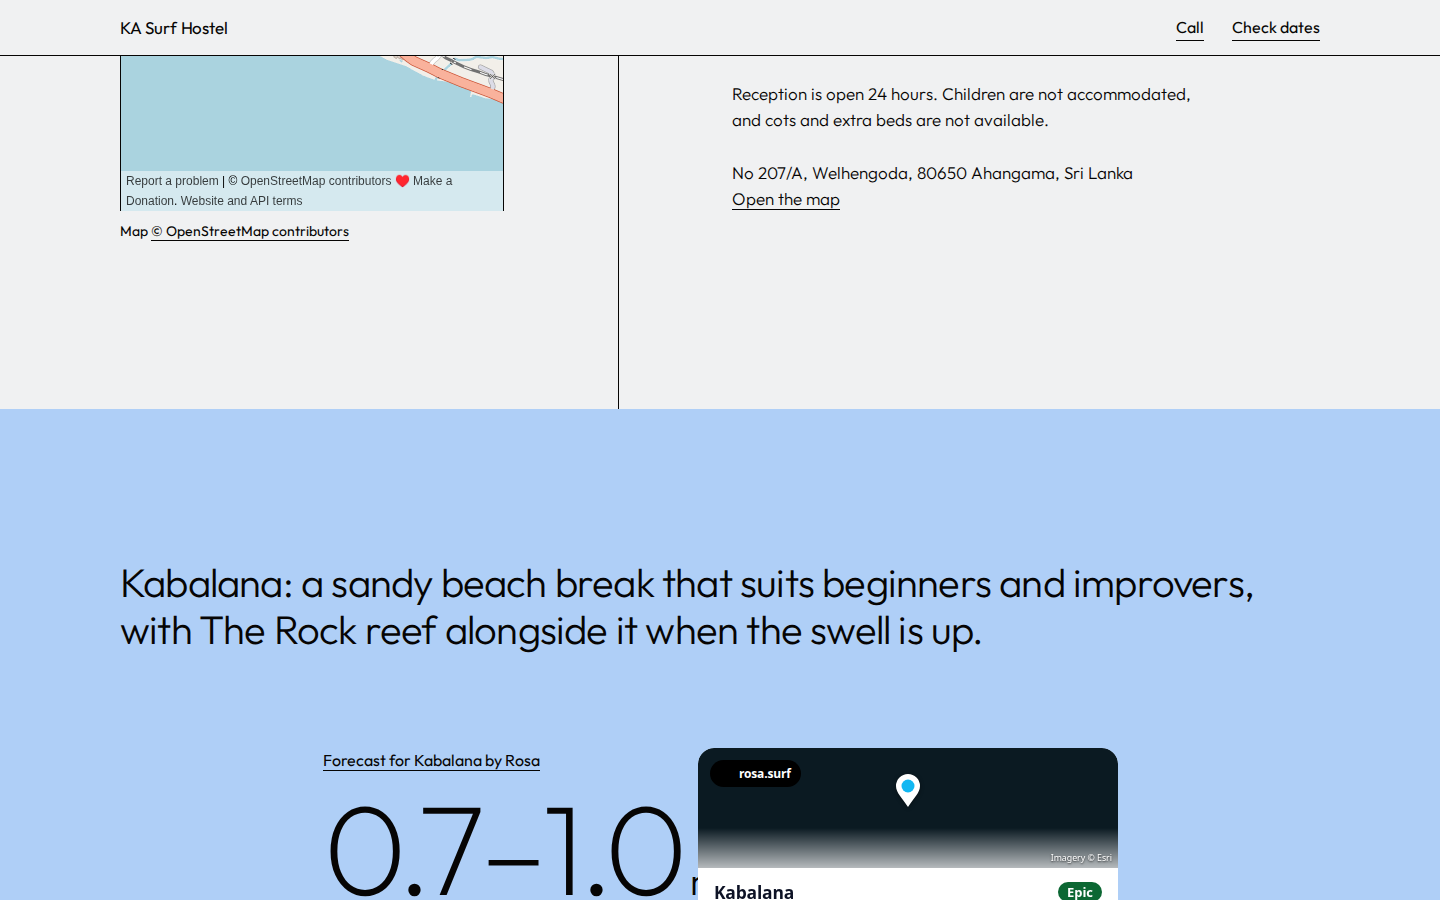 KA Surf Hostel
Call
Check dates
Report a problem | © OpenStreetMap contributors ♥️ Make a
Donation. Website and API terms
Map © OpenStreetMap contributors
Reception is open 24 hours. Children are not accommodated,
and cots and extra beds are not available.
No 207/A, Welhengoda, 80650 Ahangama, Sri Lanka
Open the map
Kabalana: a sandy beach break that suits beginners and improvers,
with The Rock reef alongside it when the swell is up.
Forecast for Kabalana by Rosa
0.7–1.0
rosa.surf
Imagery © Esri
Kabalana
Epic